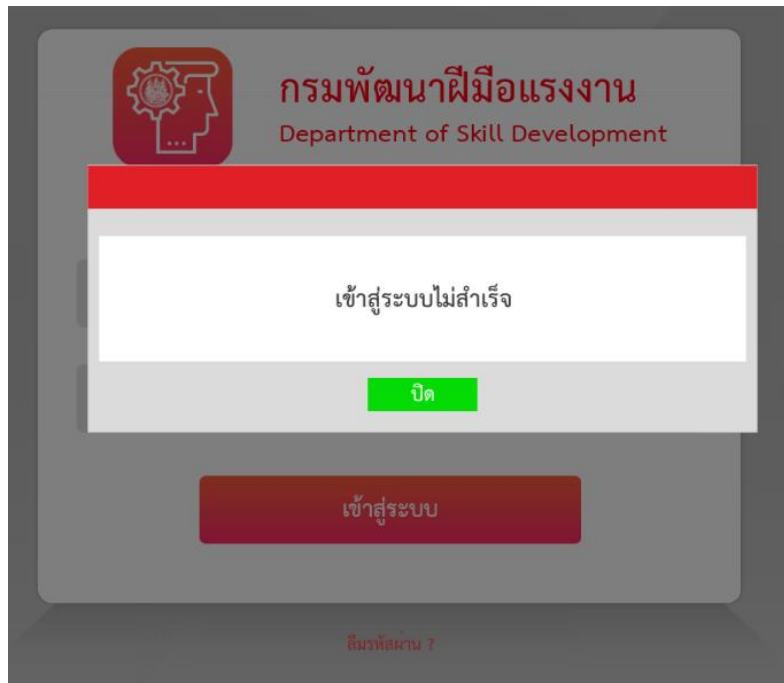 กรมพัฒนาฝีมือแรงงาน
Department of Skill Development
เข้าสู่ระบบไม่สำเร็จ
ปิด
เข้าสู่ระบบ
ลืมรหัสผ่าน ?